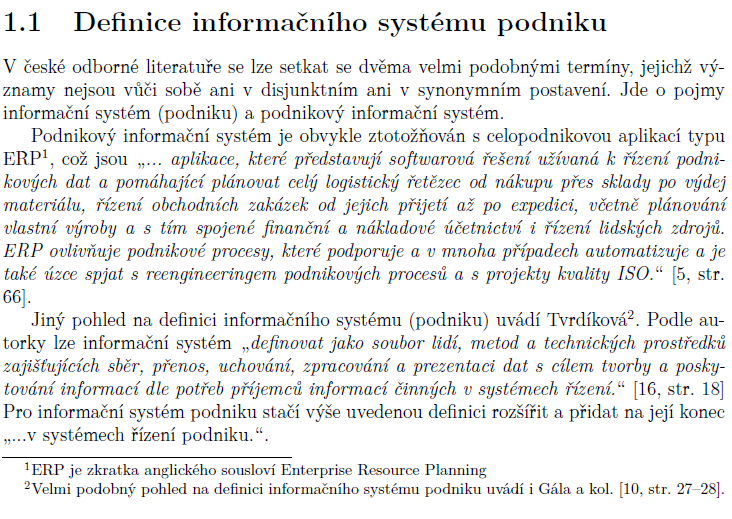 1.1 Definice informačního systému podniku
V české odborné literatuře se lze setkat se dvěma velmi podobnými termíny, jejichž vý-
znamy nejsou vůči sobě ani v disjunktním ani v synonymním postavení. Jde o pojmy
informační systém (podniku) a podnikový informační systém.
Podnikový informační systém je obvykle ztotožňován s celopodnikovou aplikací typu
ERP¹, což jsou „... aplikace, které představují softwarová řešení užívaná k řízení podni-
kových dat a pomáhající plánovat celý logistický řetězec od nákupu přes sklady po výdej
materiálu, řízení obchodních zakázek od jejich přijetí až po expedici, včetně plánování
vlastní výroby a s tím spojené finanční a nákladové účetnictví i řízení lidských zdrojů.
ERP ovlivňuje podnikové procesy, které podporuje a v mnoha případech automatizuje a je
také úzce spjat s reengineeringem podnikových procesů a s projekty kvality ISO.“ [5, str.
66].
Jiný pohled na definici informačního systému (podniku) uvádí Tvrdíková². Podle au-
torky lze informační systém „definovat jako soubor lidí, metod a technických prostředků
zajišťujících sběr, přenos, uchování, zpracování a prezentaci dat s cílem tvorby a posky-
tování informací dle potřeb příjemců informací činných v systémech řízení.“ [16, str. 18]
Pro informační systém podniku stačí výše uvedenou definici rozšířit a přidat na její konec
„...v systémech řízení podniku.“.
¹ERP je zkratka anglického sousloví Enterprise Resource Planning
²Velmi podobný pohled na definici informačního systému podniku uvádí i Gála a kol. [10, str. 27–28].